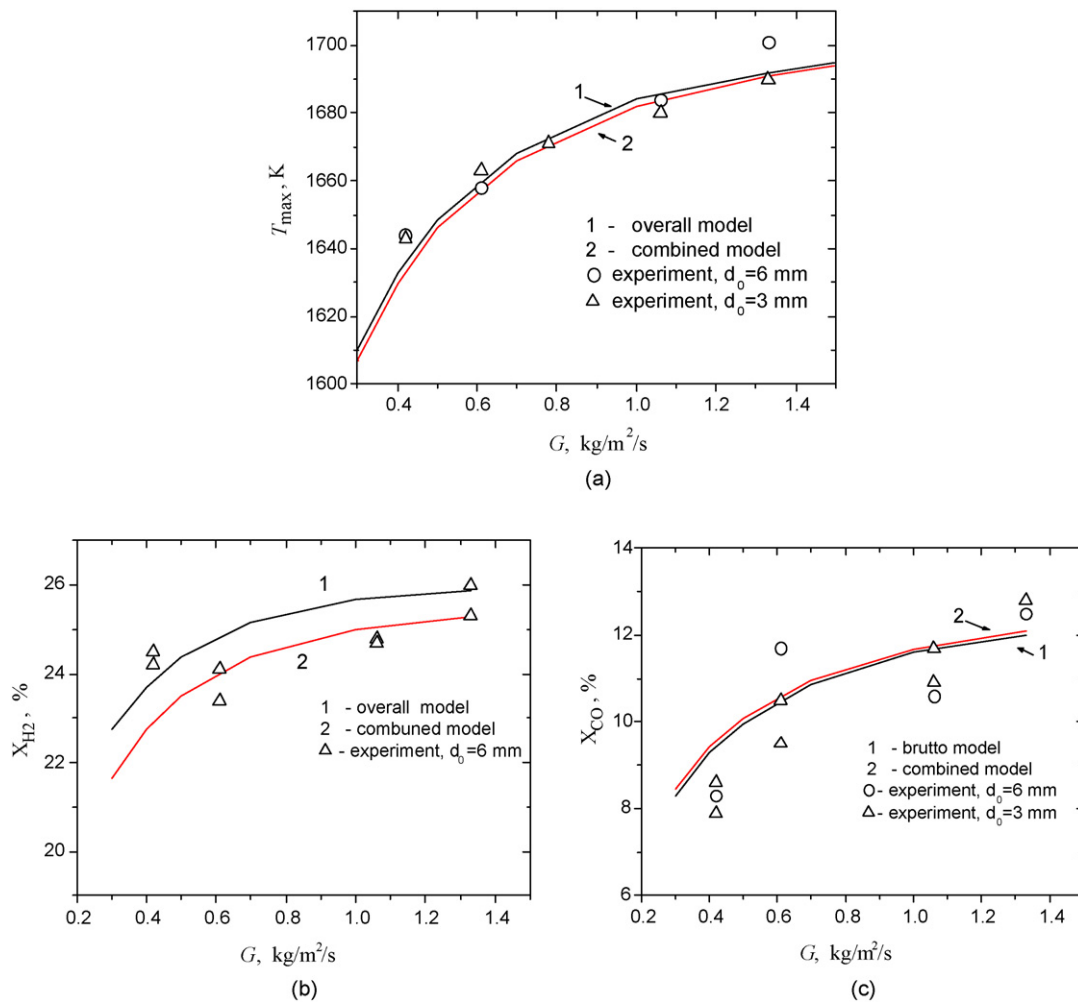 1700
1680
1660
1640
1620
1600
T_max, K
1
2
1 - overall model
2 - combined model
experiment, d_0=6 mm
experiment, d_0=3 mm
0.4 0.6 0.8 1.0 1.2 1.4
G, kg/m²/s
(a)
26
24
22
20
X_H2, %
1
2
1 - overall model
2 - combuned model
- experiment, d_0=6 mm
0.2 0.4 0.6 0.8 1.0 1.2 1.4
G, kg/m²/s
(b)
14
12
10
8
6
X_CO, %
2
1
1 - brutto model
2 - combined model
- experiment, d_0=6 mm
- experiment, d_0=3 mm
0.2 0.4 0.6 0.8 1.0 1.2 1.4
G, kg/m²/s
(c)